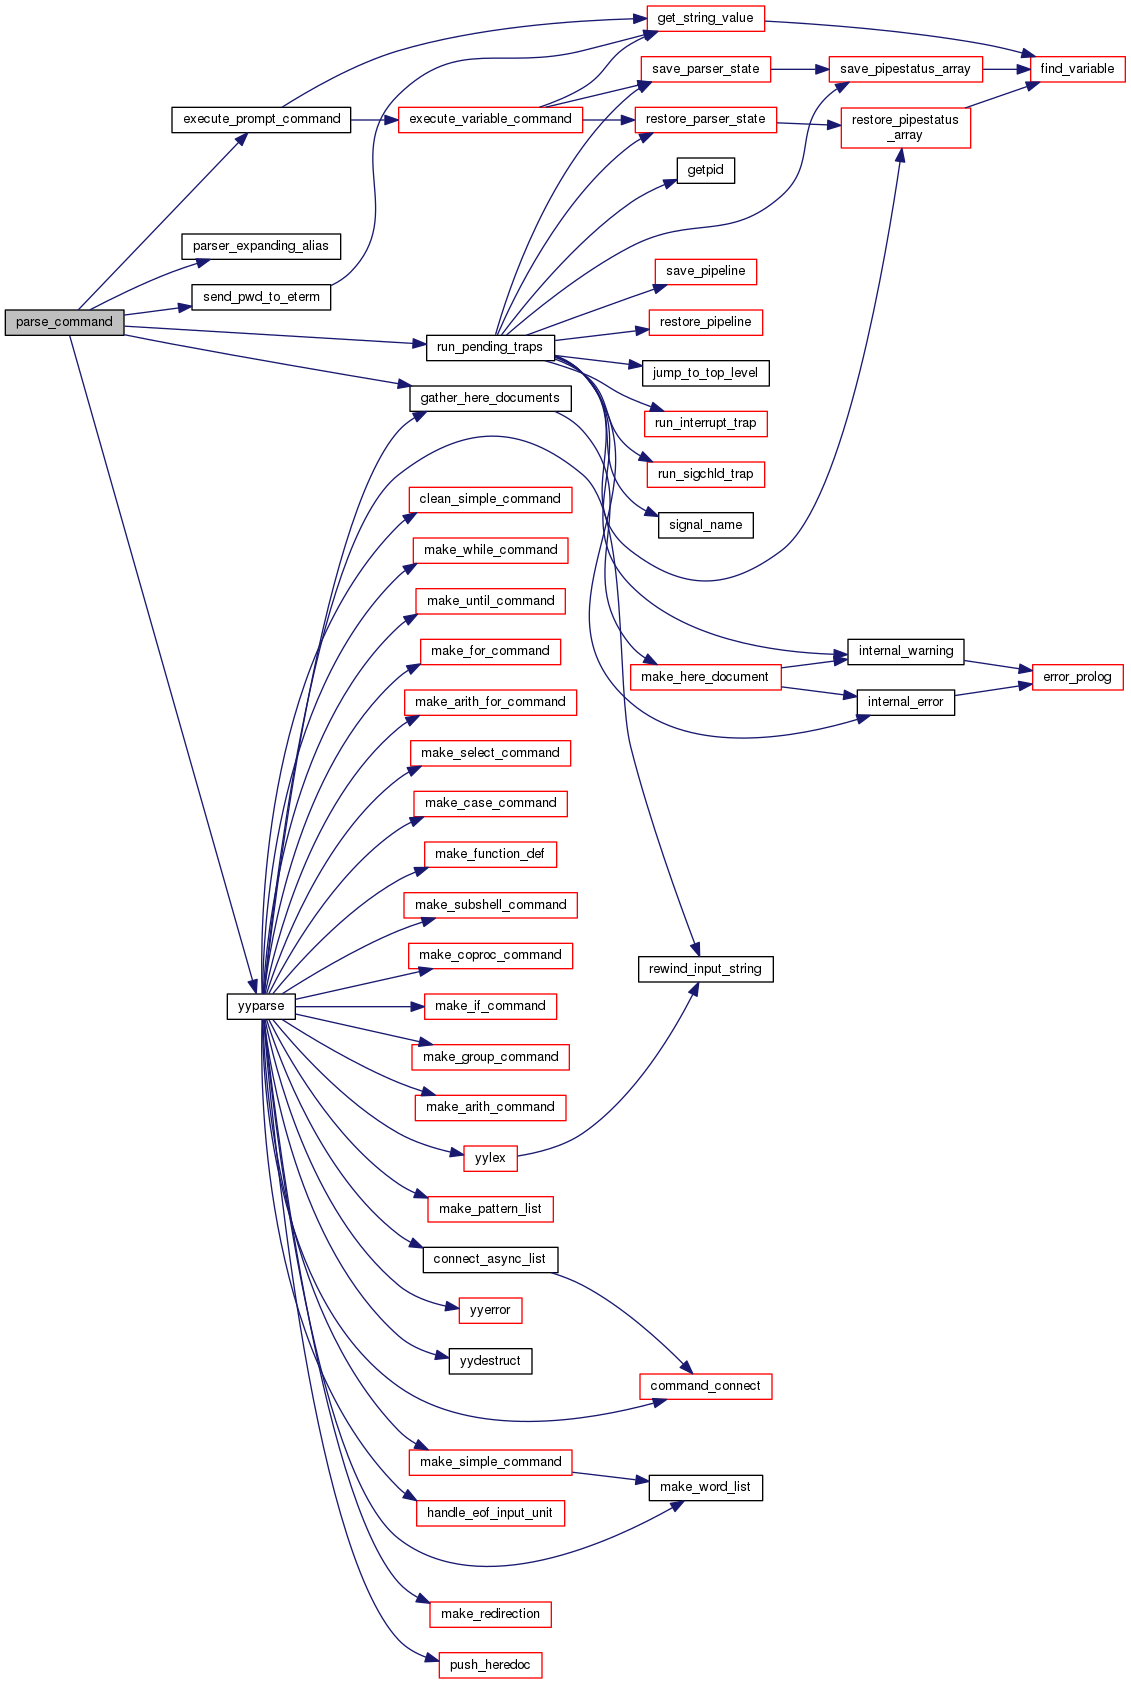 get_string_value
save_parser_state
save_pipestatus_array
find_variable
execute_prompt_command
execute_variable_command
restore_parser_state
restore_pipestatus
_array
getpid
parser_expanding_alias
save_pipeline
send_pwd_to_eterm
parse_command
restore_pipeline
run_pending_traps
jump_to_top_level
gather_here_documents
run_interrupt_trap
run_sigchld_trap
clean_simple_command
signal_name
make_while_command
make_until_command
make_for_command
internal_warning
make_here_document
error_prolog
make_arith_for_command
internal_error
make_select_command
make_case_command
make_function_def
make_subshell_command
make_coproc_command
rewind_input_string
yyparse
make_if_command
make_group_command
make_arith_command
yylex
make_pattern_list
connect_async_list
yyerror
yydestruct
command_connect
make_simple_command
make_word_list
handle_eof_input_unit
make_redirection
push_heredoc